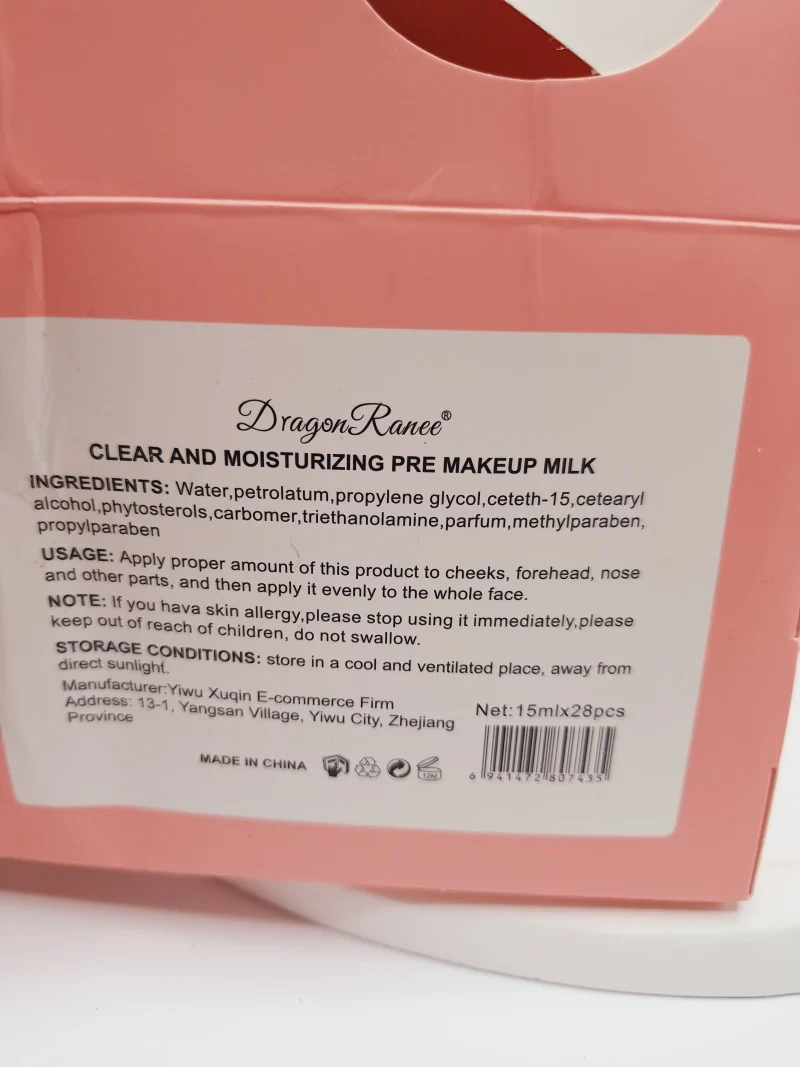 DragonRanee®
CLEAR AND MOISTURIZING PRE MAKEUP MILK
INGREDIENTS: Water,petrolatum,propylene glycol,ceteth-15,cetearyl
alcohol,phytosterols,carbomer,triethanolamine,parfum,methylparaben,
propylparaben
USAGE: Apply proper amount of this product to cheeks, forehead, nose
and other parts, and then apply it evenly to the whole face.
NOTE: If you hava skin allergy,please stop using it immediately,please
keep out of reach of children, do not swallow.
STORAGE CONDITIONS: store in a cool and ventilated place, away from
direct sunlight.
Manufacturer:Yiwu Xuqin E-commerce Firm
Address: 13-1, Yangsan Village, Yiwu City, Zhejiang
Province
Net:15mlx28pcs
MADE IN CHINA
12M
6 941472 807435